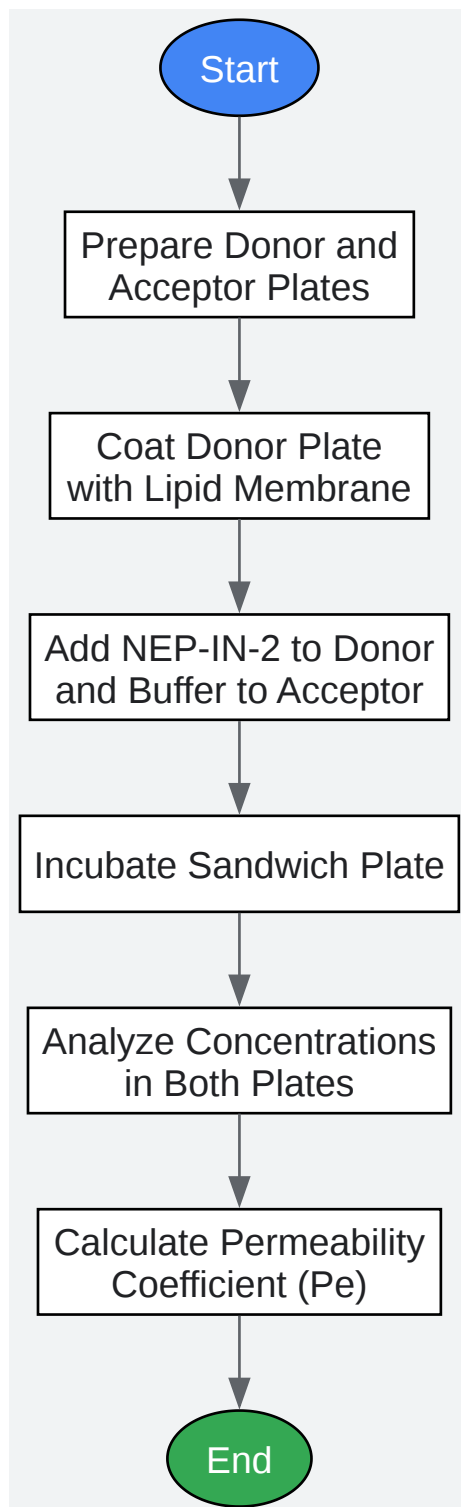 Start
Prepare Donor and
Acceptor Plates
Coat Donor Plate
with Lipid Membrane
Add NEP-IN-2 to Donor
and Buffer to Acceptor
Incubate Sandwich Plate
Analyze Concentrations
in Both Plates
Calculate Permeability
Coefficient (Pe)
End